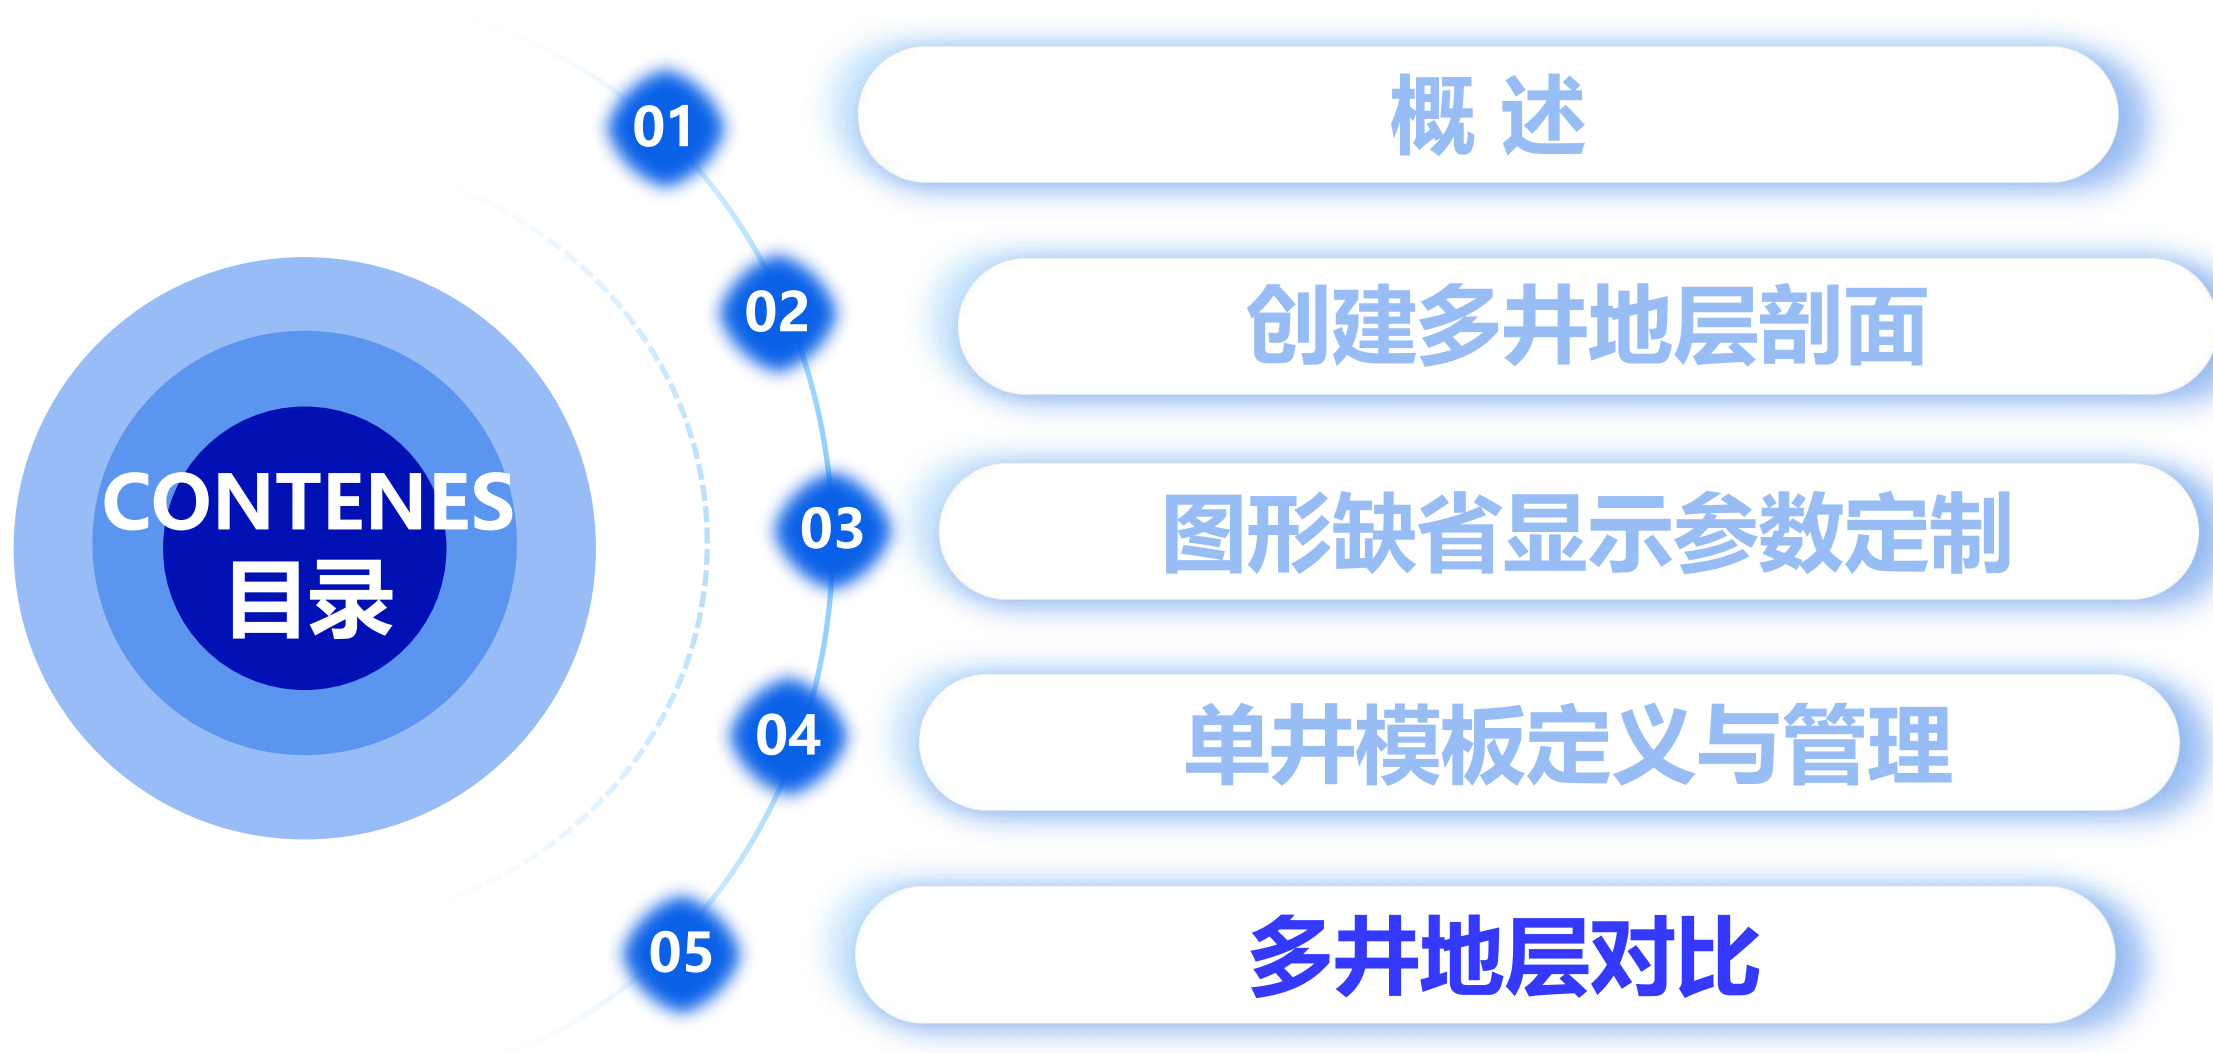 CONTENES
目录
01
概 述
02
创建多井地层剖面
03
图形缺省显示参数定制
04
单井模板定义与管理
05
多井地层对比